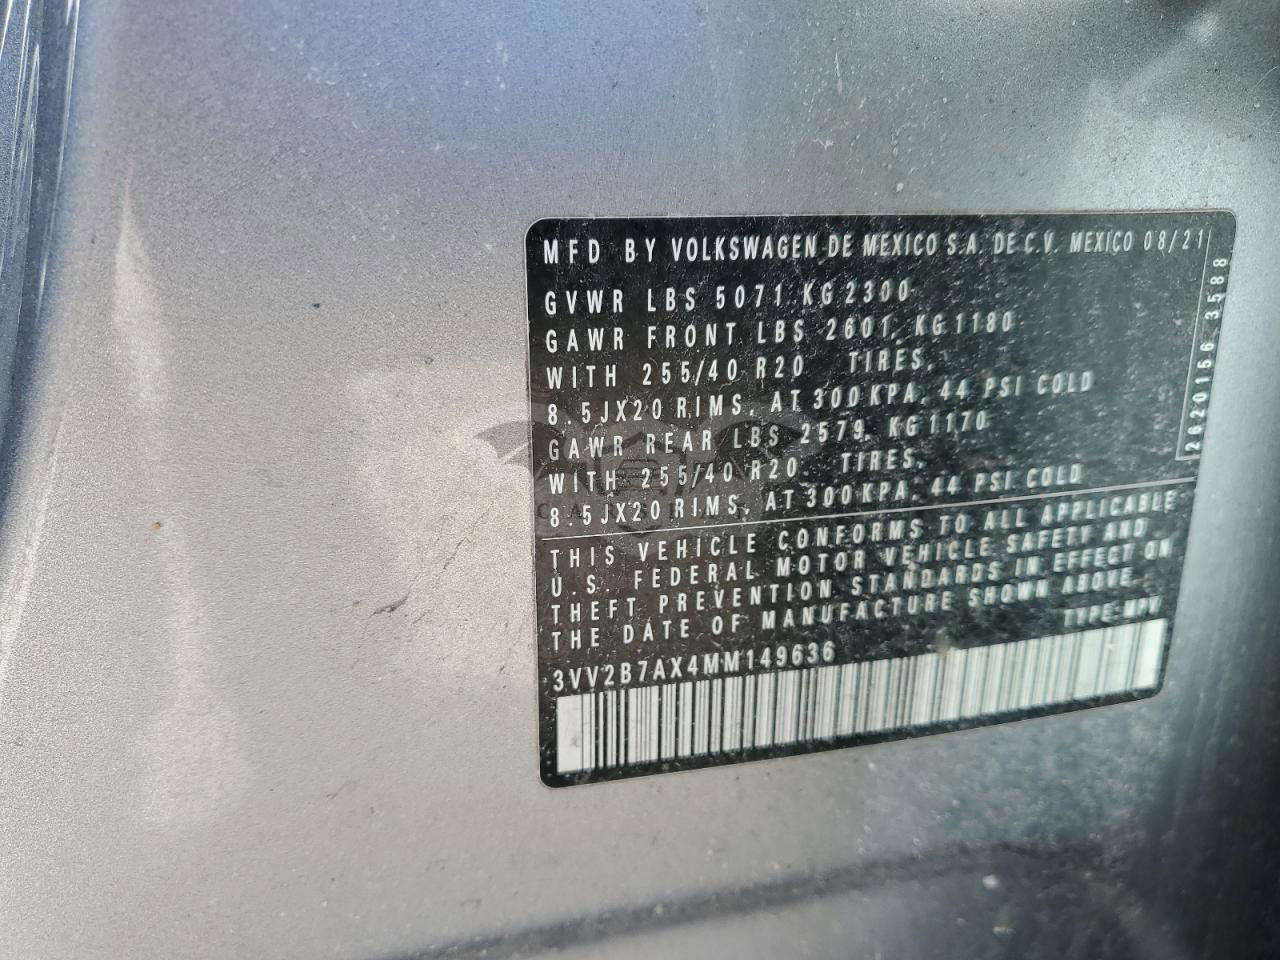 MFD BY VOLKSWAGEN DE MEXICO S.A. DE C.V. MEXICO 08/21
GVWR LBS 5071 KG 2300
GAWR FRONT LBS 2601, KG 1180
WITH 255/40 R20 TIRES,
8.5JX20 RIMS, AT 300 KPA, 44 PSI COLD
GAWR REAR LBS 2579, KG 1170
WITH 255/40 R20 TIRES,
8.5JX20 RIMS, AT 300 KPA, 44 PSI COLD
THIS VEHICLE CONFORMS TO ALL APPLICABLE
U.S. FEDERAL MOTOR VEHICLE SAFETY AND
THEFT PREVENTION STANDARDS IN EFFECT ON
THE DATE OF MANUFACTURE SHOWN ABOVE.
TYPE:MPV
3VV2B7AX4MM149636
2620156 3588